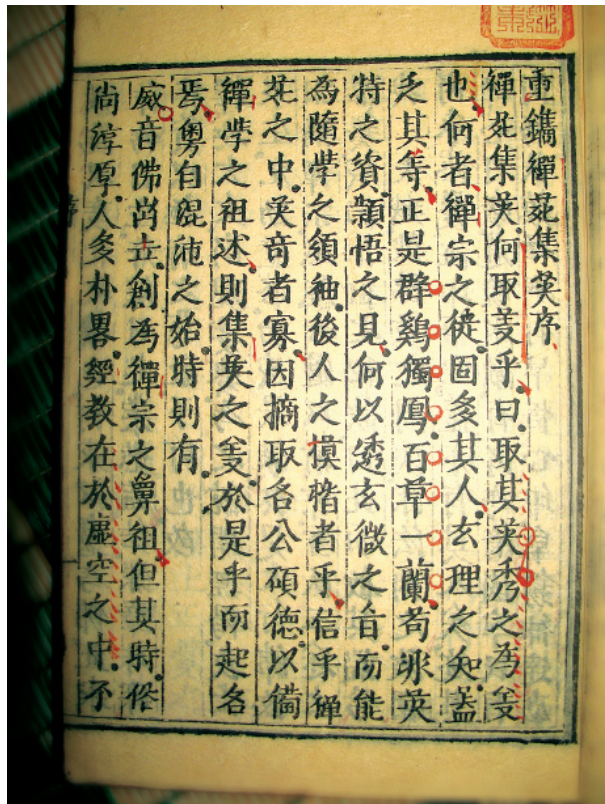 重鐫禪苑集英序
禪苑集英何取義乎曰取其英秀之為義
也何者禪宗之徒固多其人玄理之知蓋
乏其等正是群鷄獨鳳百草一蘭苟非英
特之資頴悟之見何以透玄微之旨而能
為隨學之領袖後人之模楷者乎信乎禪
苑之中英奇者寡因摘取各公碩德以備
禪學之祖述則集英之義於是乎而起各
焉粵自混沌之始時則有
威音佛尚立創為禪宗之鼻祖但其時俗
尚淳厚人多朴畧經教在於虛空之中不